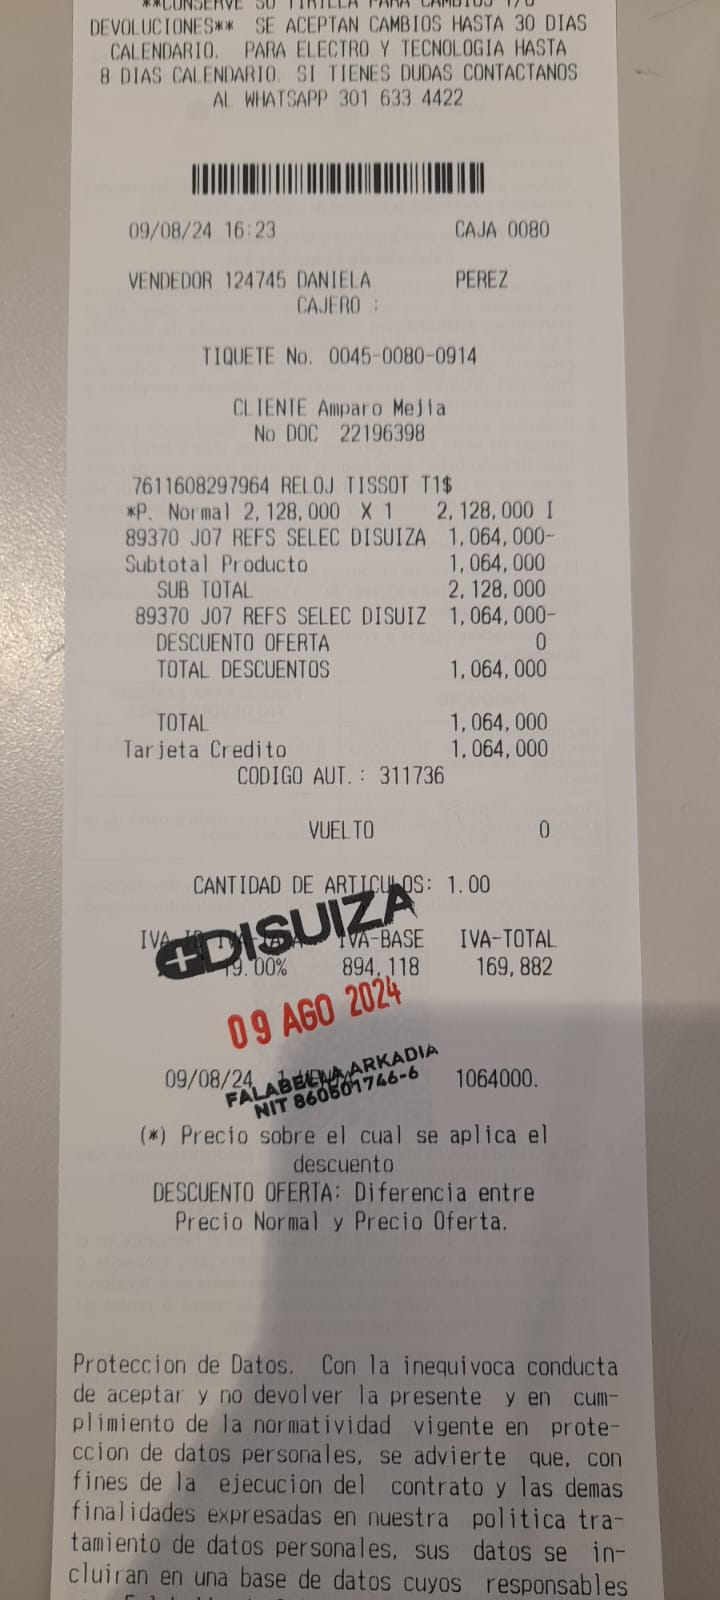 **CONSERVE SU TIRILLA PARA CAMBIOS Y/O
DEVOLUCIONES** SE ACEPTAN CAMBIOS HASTA 30 DIAS
CALENDARIO. PARA ELECTRO Y TECNOLOGIA HASTA
8 DIAS CALENDARIO. SI TIENES DUDAS CONTACTANOS
AL WHATSAPP 301 633 4422
09/08/24 16:23 CAJA 0080
VENDEDOR 124745 DANIELA PEREZ
CAJERO :
TIQUETE No. 0045-0080-0914
CLIENTE Amparo Mejia
No DOC 22196398
7611608297964 RELOJ TISSOT T1$
*P. Normal 2,128,000 X 1 2,128,000 I
89370 J07 REFS SELEC DISUIZA 1,064,000-
Subtotal Producto 1,064,000
SUB TOTAL 2,128,000
89370 J07 REFS SELEC DISUIZ 1,064,000-
DESCUENTO OFERTA 0
TOTAL DESCUENTOS 1,064,000
TOTAL 1,064,000
Tarjeta Credito 1,064,000
CODIGO AUT.: 311736
VUELTO 0
CANTIDAD DE ARTICULOS: 1.00
DISUIZA
IVA- IVA-BASE IVA-TOTAL
19.00% 894,118 169,882
09 AGO 2024
09/08/24 1064000.
FALABELLA ARKADIA
NIT 860501746-6
(*) Precio sobre el cual se aplica el
descuento
DESCUENTO OFERTA: Diferencia entre
Precio Normal y Precio Oferta.
Proteccion de Datos. Con la inequivoca conducta
de aceptar y no devolver la presente y en cum-
plimiento de la normatividad vigente en prote-
ccion de datos personales, se advierte que, con
fines de la ejecucion del contrato y las demas
finalidades expresadas en nuestra politica tra-
tamiento de datos personales, sus datos se in-
cluiran en una base de datos cuyos responsables